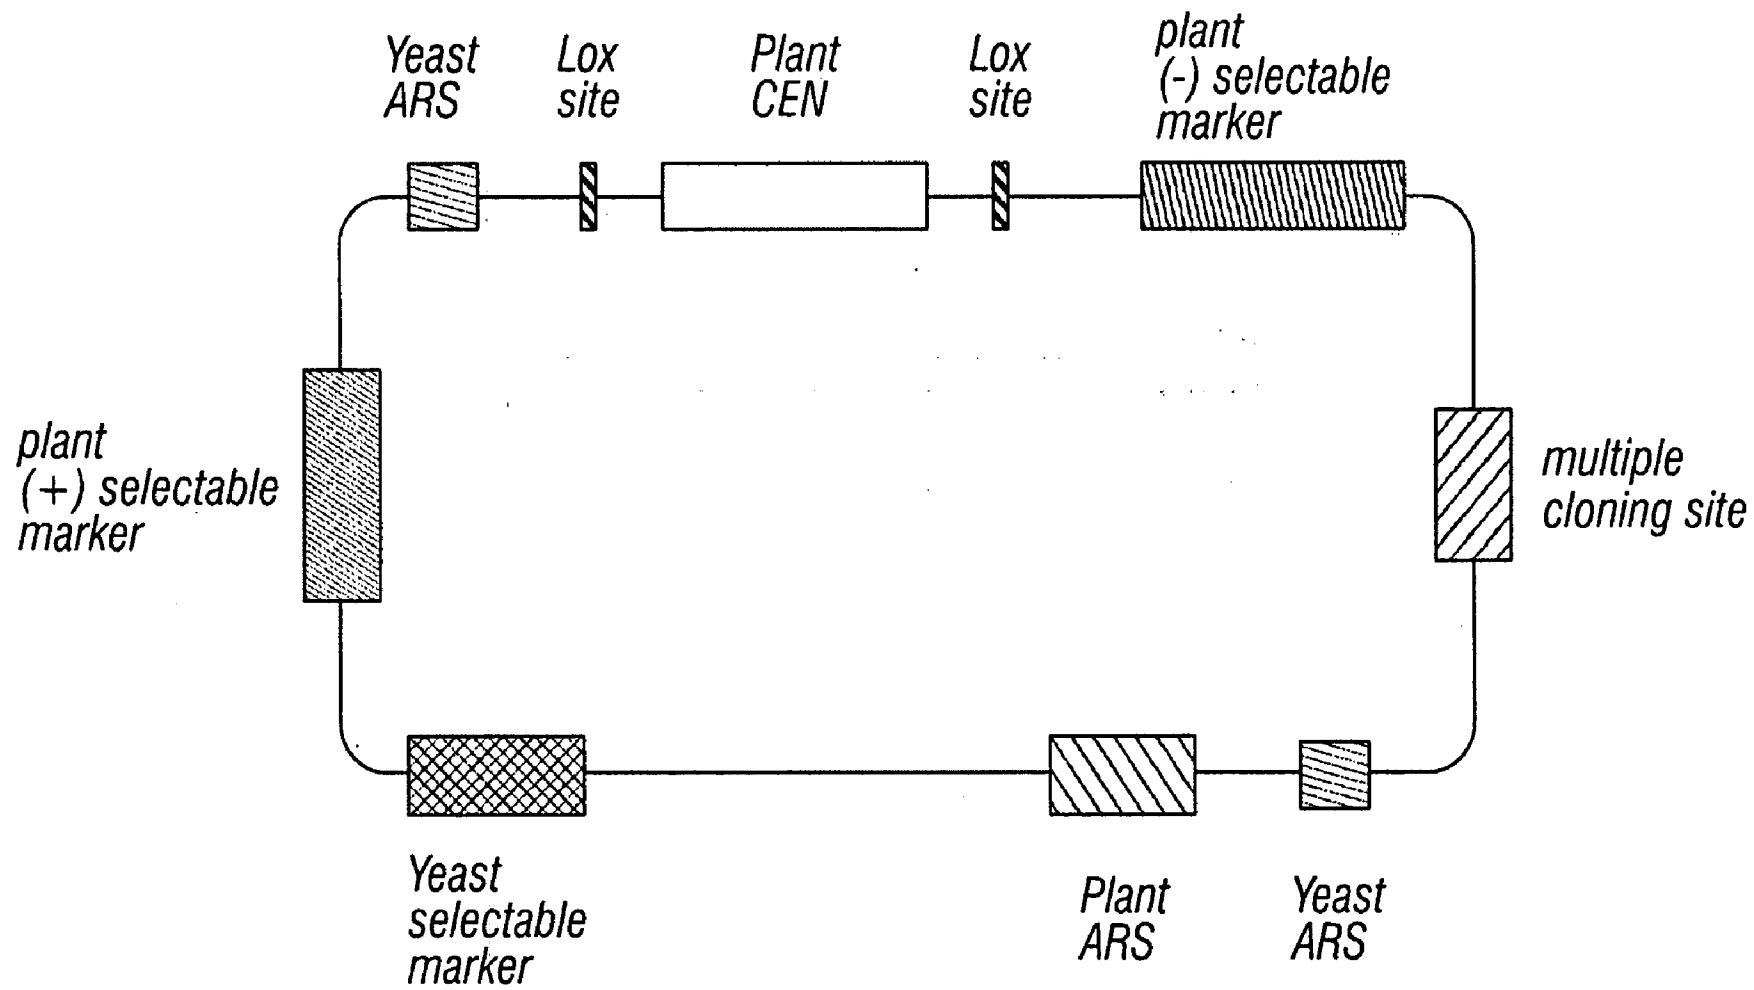 Yeast
ARS
Lox
site
Plant
CEN
Lox
site
plant
(-) selectable
marker
plant
(+) selectable
marker
multiple
cloning site
Yeast
selectable
marker
Plant
ARS
Yeast
ARS